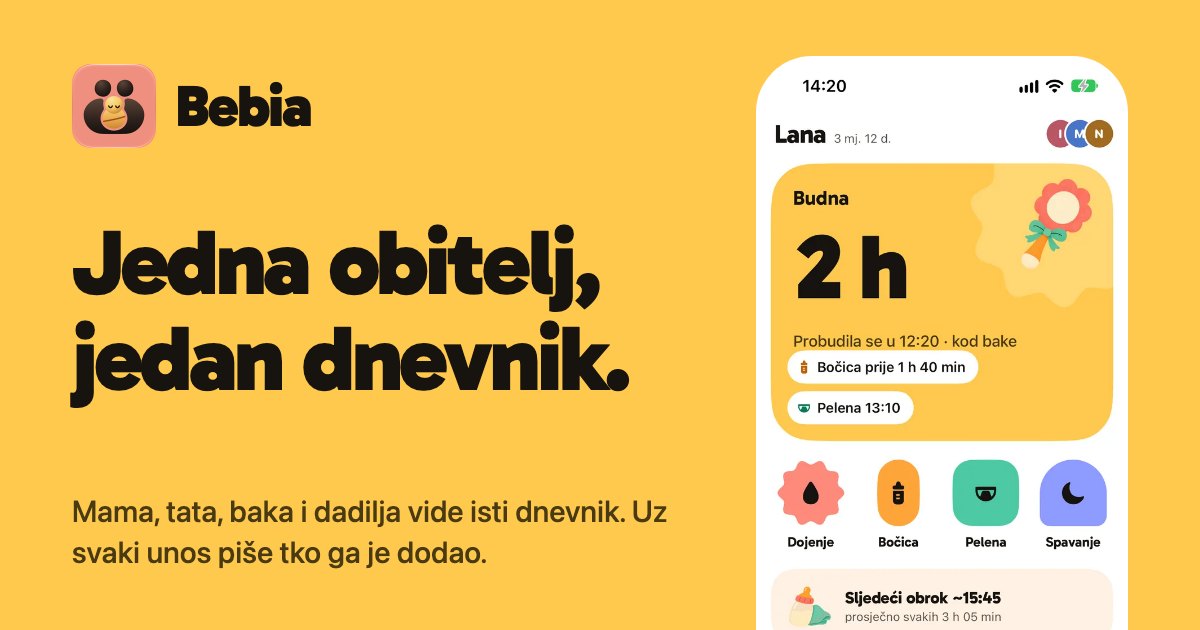 Bebia
Jedna obitelj,
jedan dnevnik.
Mama, tata, baka i dadilja vide isti dnevnik. Uz
svaki unos piše tko ga je dodao.
14:20
Lana 3 mj. 12 d.
I M N
Budna
2 h
Probudila se u 12:20 · kod bake
Bočica prije 1 h 40 min
Pelena 13:10
Dojenje Bočica Pelena Spavanje
Sljedeći obrok ~15:45
prosječno svakih 3 h 05 min